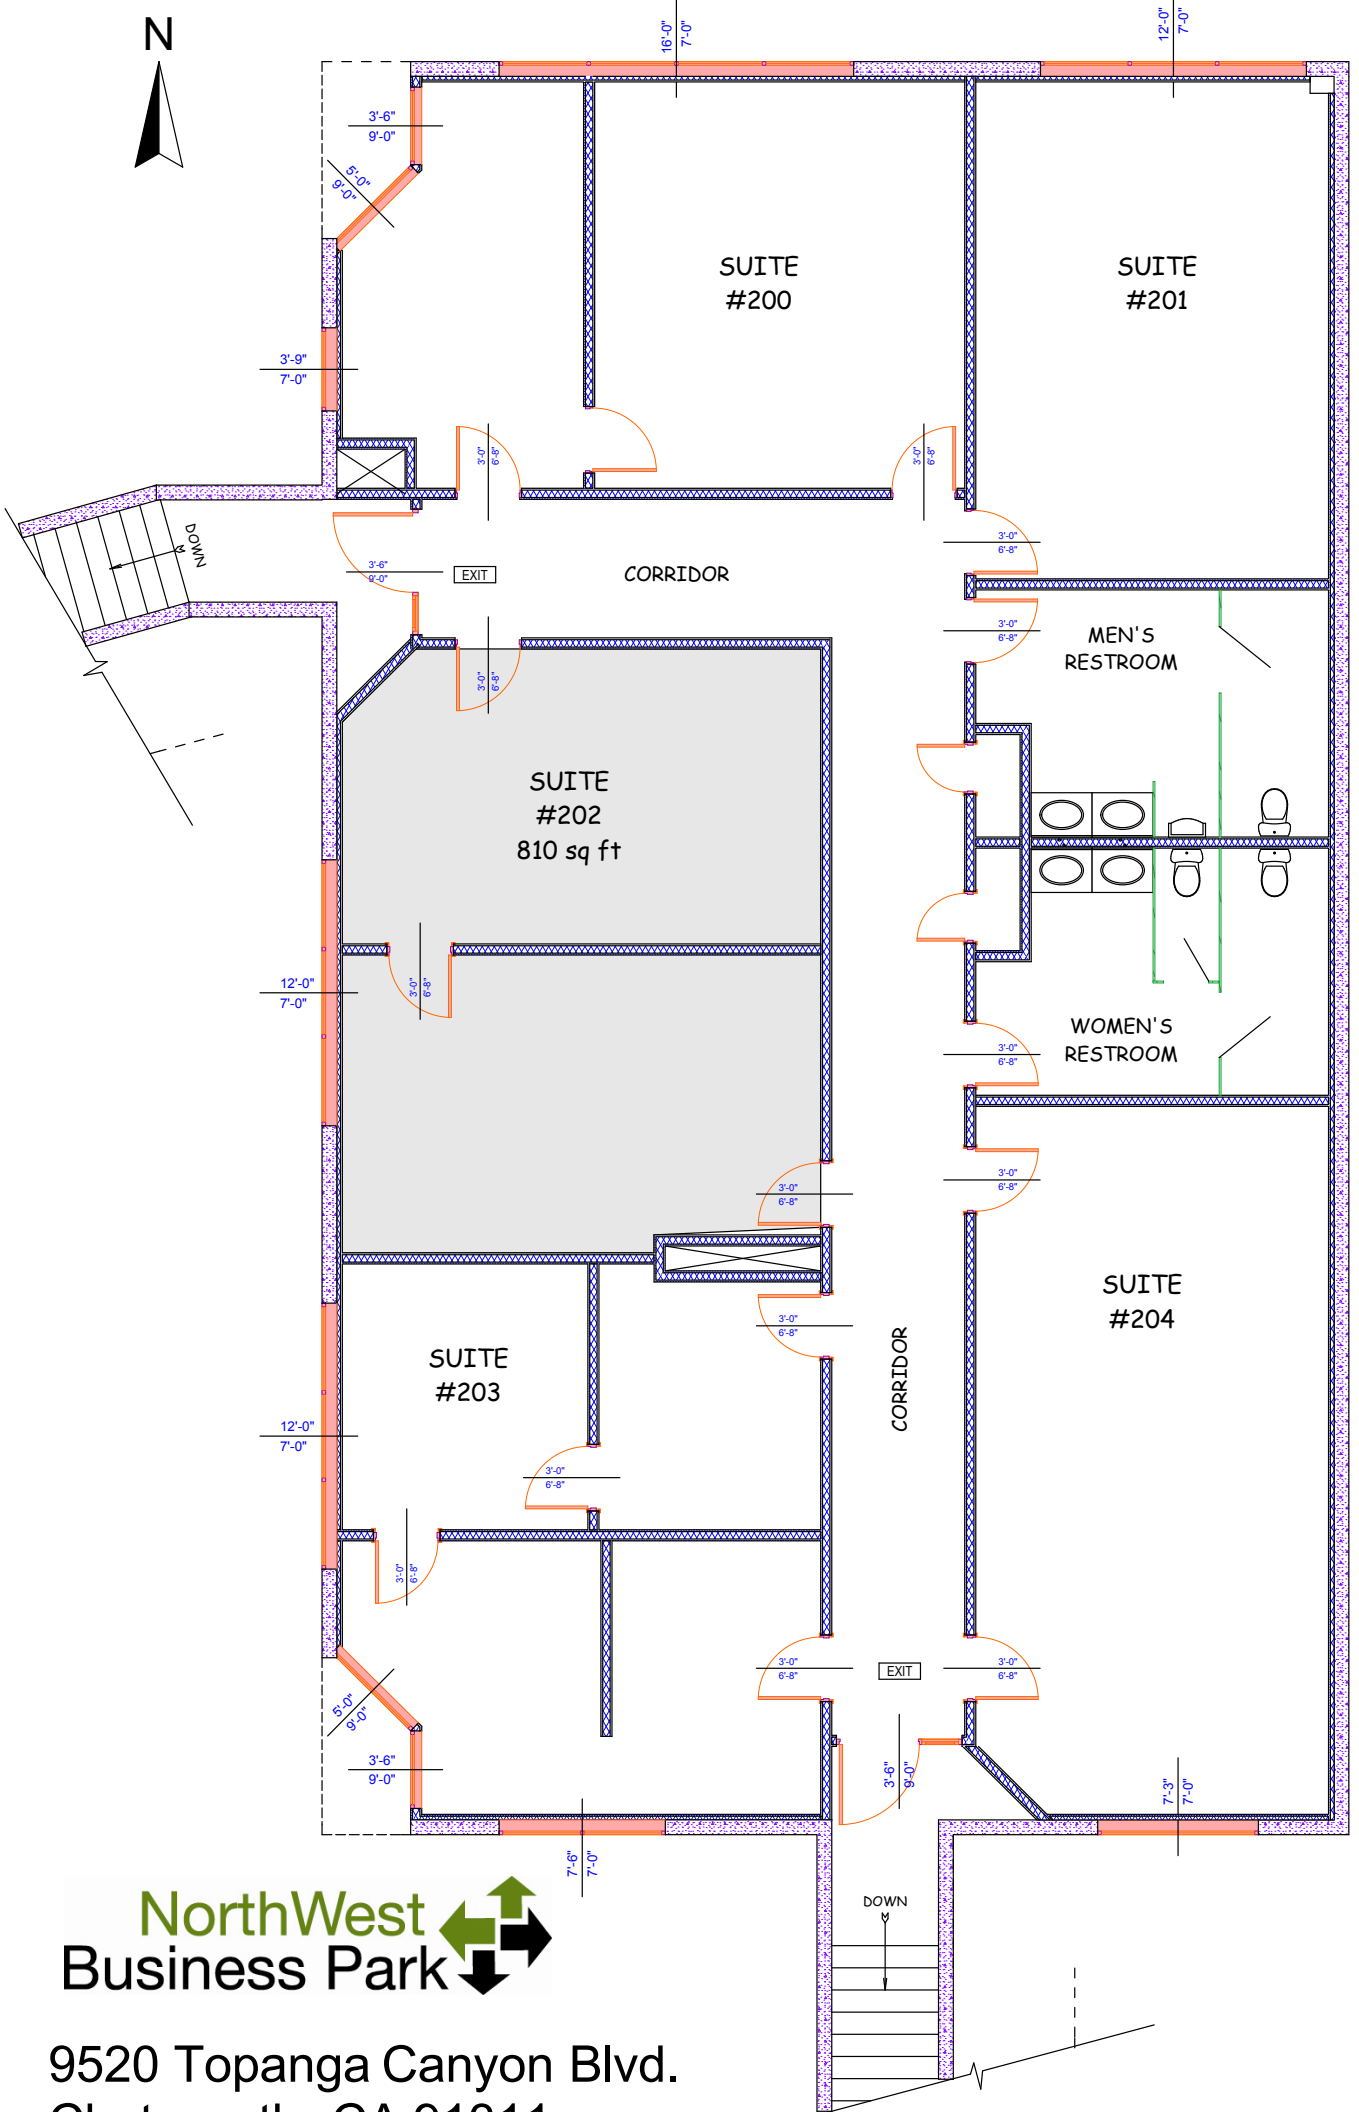 N
16'-0"
7'-0"
12'-0"
7'-0"
3'-6"
9'-0"
5'-0"
9'-0"
SUITE
#200
SUITE
#201
3'-9"
7'-0"
3'-0"
6'-8"
3'-0"
6'-8"
DOWN
3'-6"
9'-0"
EXIT
CORRIDOR
3'-0"
6'-8"
3'-0"
6'-8"
MEN'S
RESTROOM
3'-0"
6'-8"
SUITE
#202
810 sq ft
3'-0"
6'-8"
12'-0"
7'-0"
WOMEN'S
RESTROOM
3'-0"
6'-8"
3'-0"
6'-8"
3'-0"
6'-8"
SUITE
#204
3'-0"
6'-8"
CORRIDOR
SUITE
#203
12'-0"
7'-0"
3'-0"
6'-8"
3'-0"
6'-8"
3'-0"
6'-8"
EXIT
3'-0"
6'-8"
5'-0"
9'-0"
3'-6"
9'-0"
3'-6"
9'-0"
7'-3"
7'-0"
7'-6"
7'-0"
DOWN
NorthWest
Business Park
9520 Topanga Canyon Blvd.
Chatsworth, CA 91311